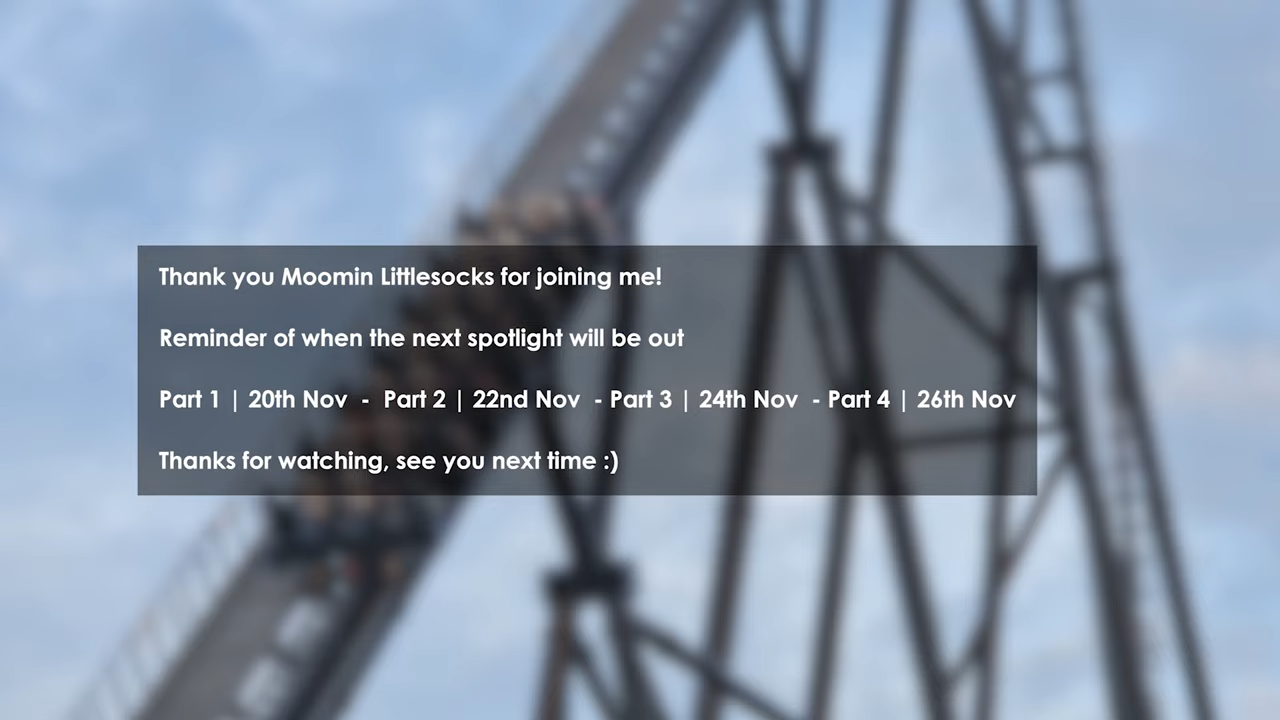 Thank you Moomin Littlesocks for joining me!
Reminder of when the next spotlight will be out
Part 1 | 20th Nov - Part 2 | 22nd Nov - Part 3 | 24th Nov - Part 4 | 26th Nov
Thanks for watching, see you next time :)